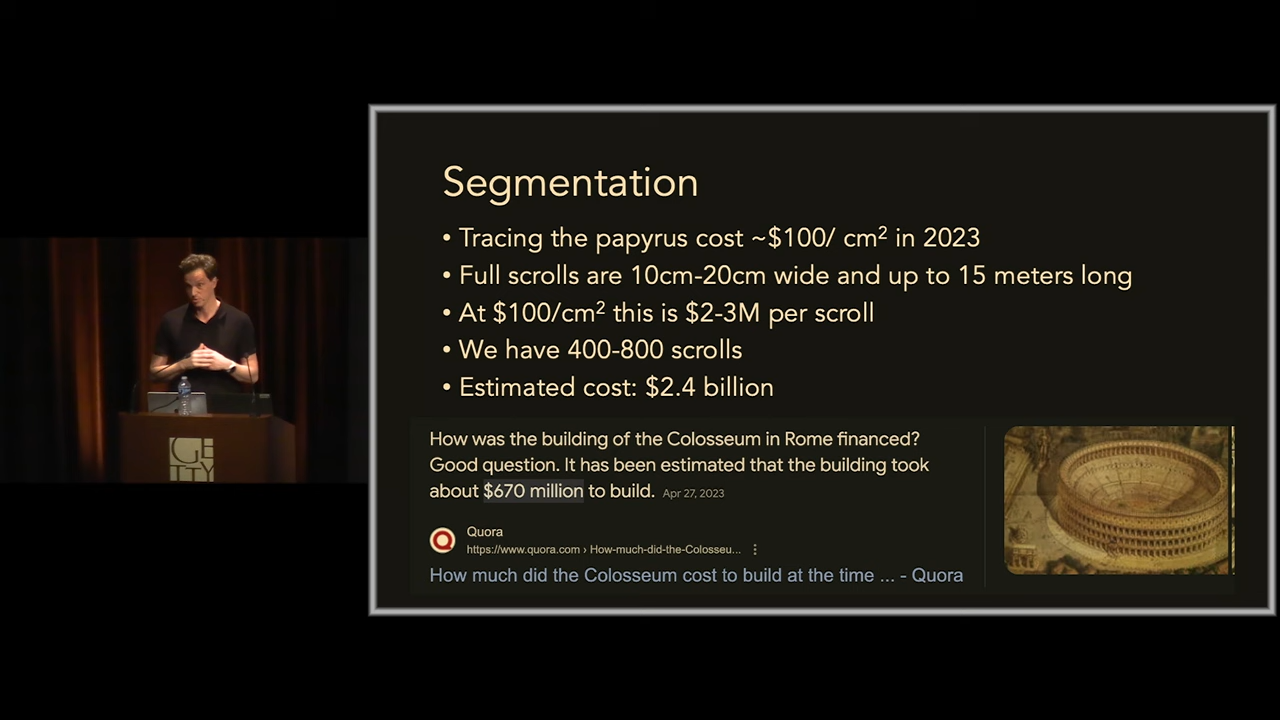 Segmentation
• Tracing the papyrus cost ~$100/ cm² in 2023
• Full scrolls are 10cm-20cm wide and up to 15 meters long
• At $100/cm² this is $2-3M per scroll
• We have 400-800 scrolls
• Estimated cost: $2.4 billion
How was the building of the Colosseum in Rome financed?
Good question. It has been estimated that the building took
about $670 million to build. Apr 27, 2023
Quora
https://www.quora.com › How-much-did-the-Colosseu...
How much did the Colosseum cost to build at the time ... - Quora
GE
TTY